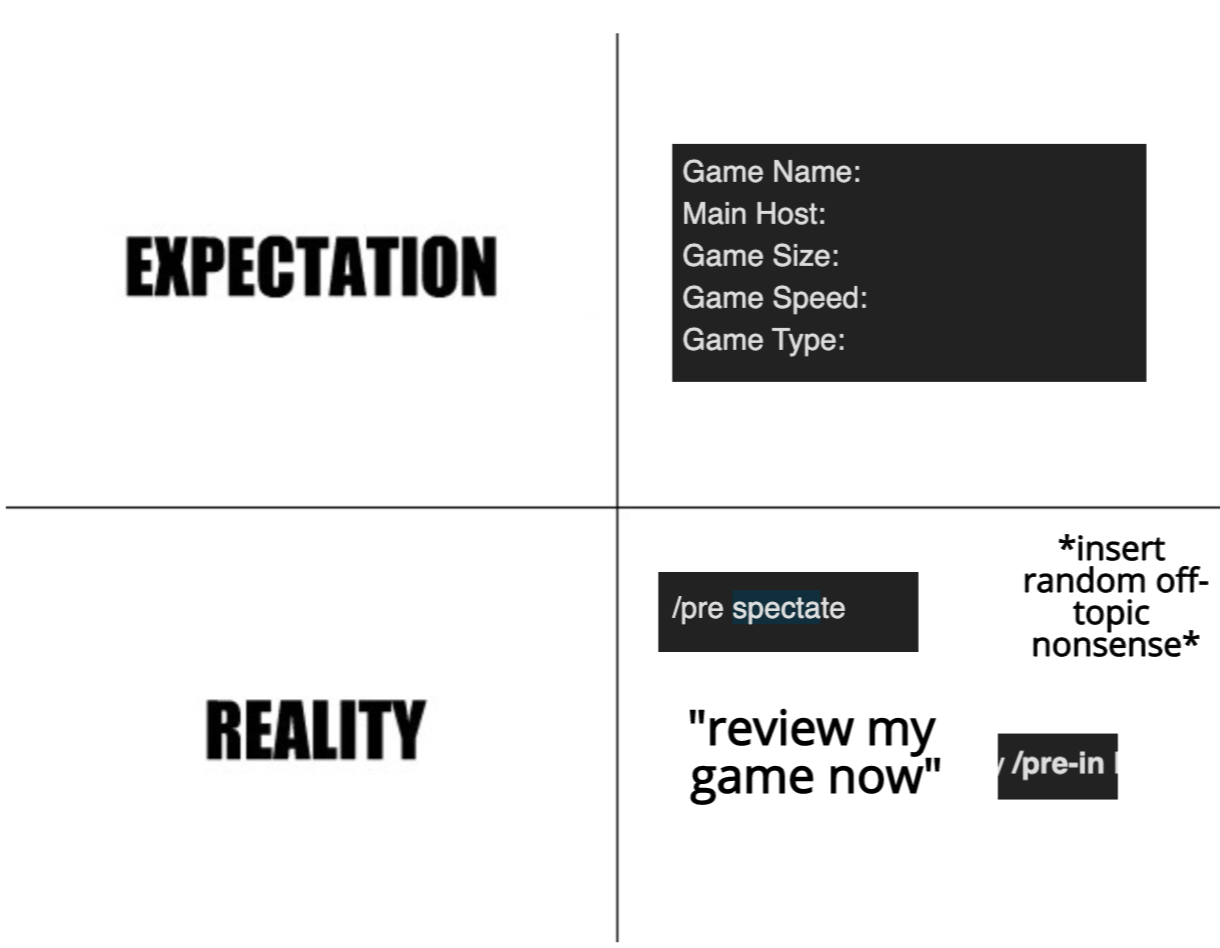 EXPECTATION
Game Name:
Main Host:
Game Size:
Game Speed:
Game Type:
REALITY
/pre spectate
*insert
random off-
topic
nonsense*
"review my
game now"
/pre-in